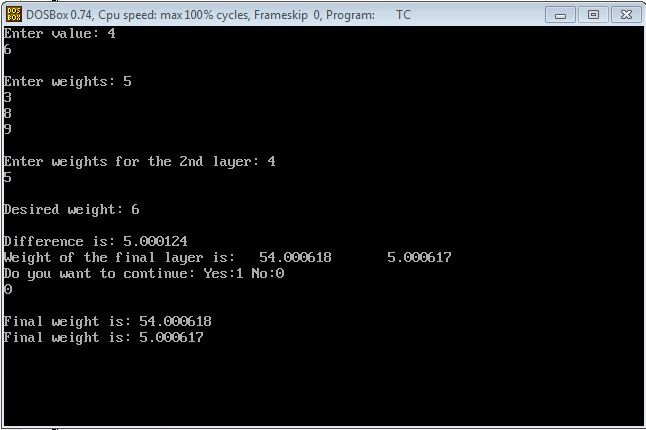 DOSBox 0.74, Cpu speed: max 100% cycles, Frameskip 0, Program: TC
Enter value: 4
6
Enter weights: 5
3
8
9
Enter weights for the 2nd layer: 4
5
Desired weight: 6
Difference is: 5.000124
Weight of the final layer is: 54.000618 5.000617
Do you want to continue: Yes:1 No:0
0
Final weight is: 54.000618
Final weight is: 5.000617